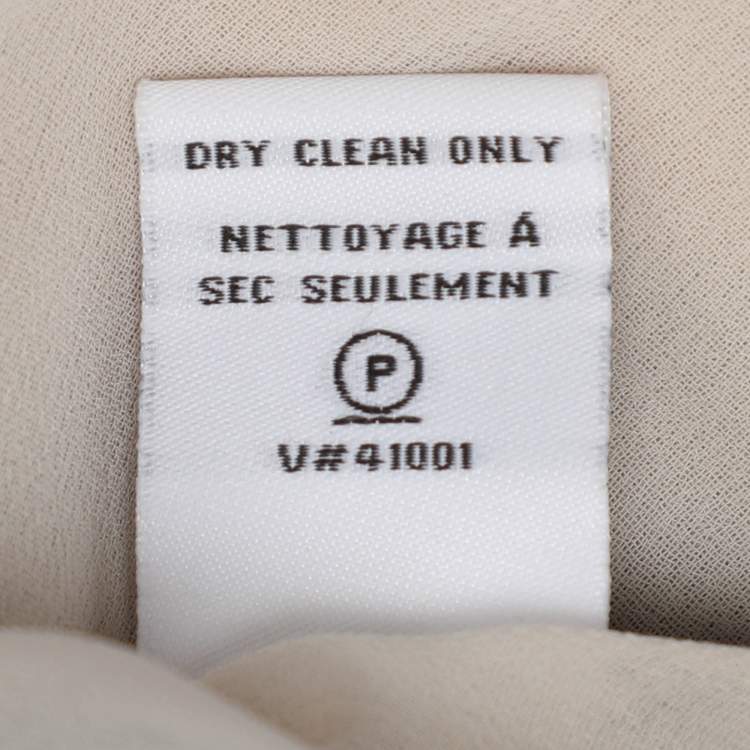 DRY CLEAN ONLY
NETTOYAGE Á
SEC SEULEMENT
P
V#41001